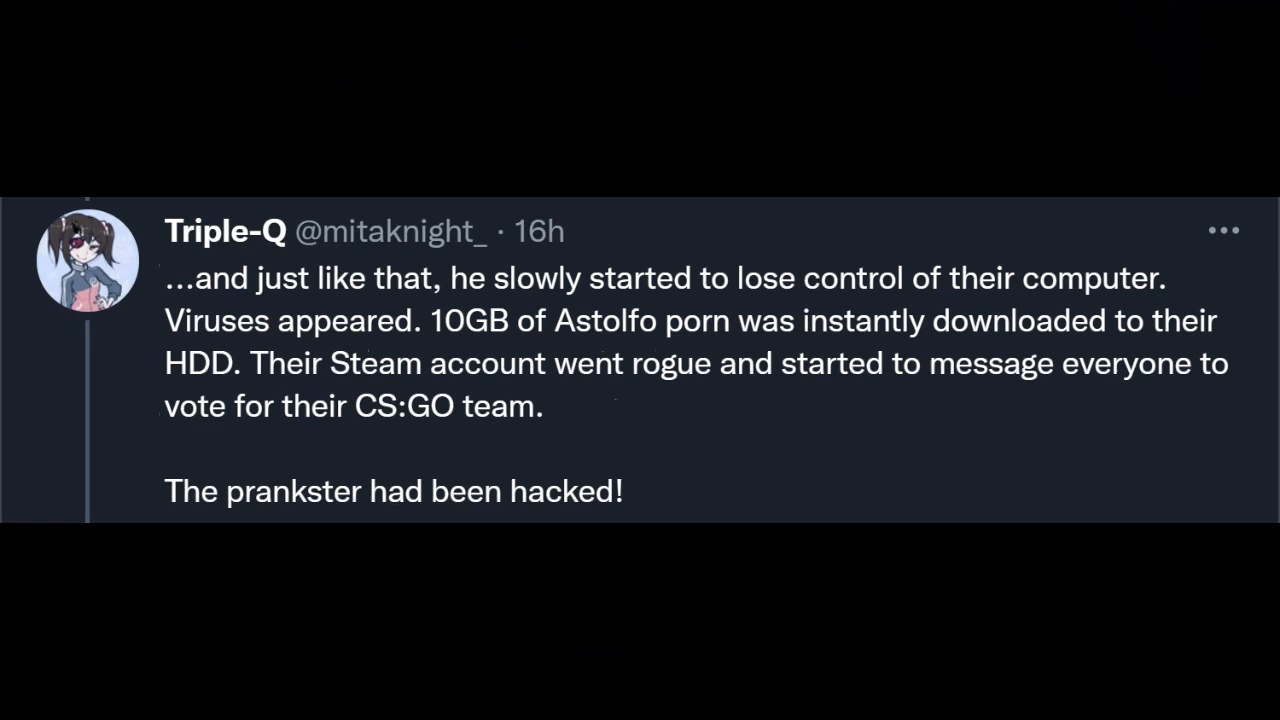 Triple-Q @mitaknight_ · 16h
...and just like that, he slowly started to lose control of their computer.
Viruses appeared. 10GB of Astolfo porn was instantly downloaded to their
HDD. Their Steam account went rogue and started to message everyone to
vote for their CS:GO team.
The prankster had been hacked!